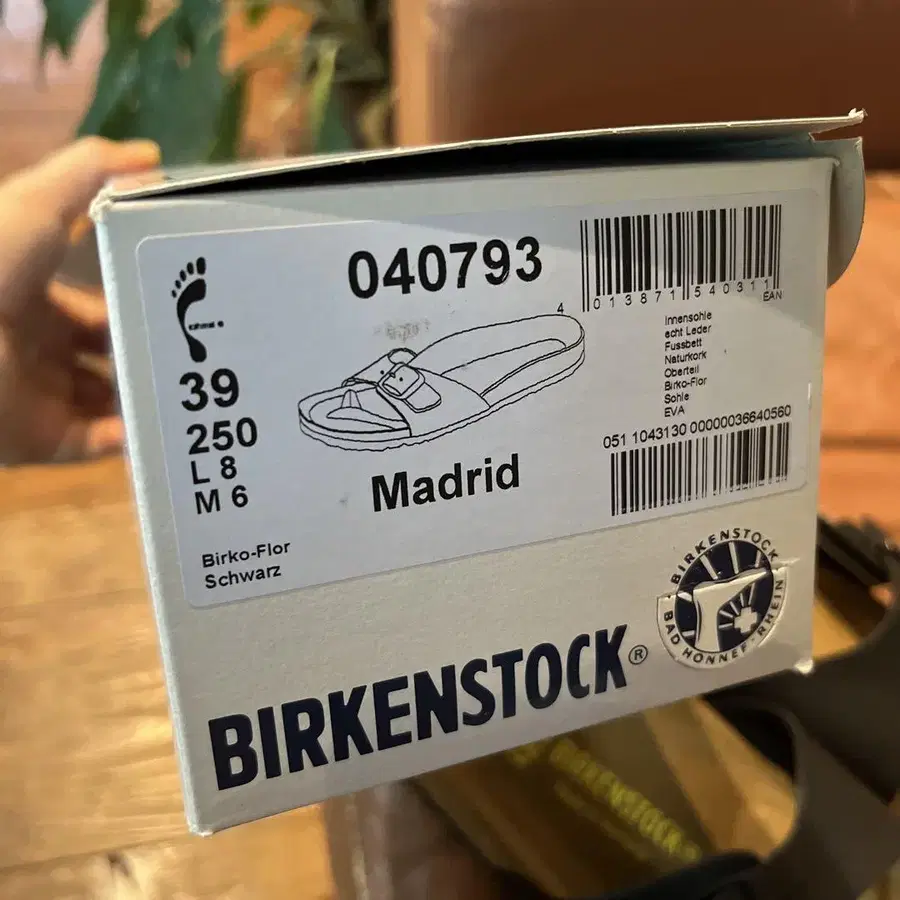 040793
39
250
L 8
M 6
Birko-Flor
Schwarz
4
Madrid
013871 540311
EAN
Innensohle
echt Leder
Fussbett
Naturkork
Oberteil
Birko-Flor
Sohle
EVA
051 1043130 00000036640560
BIRKENSTOCK
BAD HONNEF · RHEIN
BIRKENSTOCK®
BIRKENSTOCK